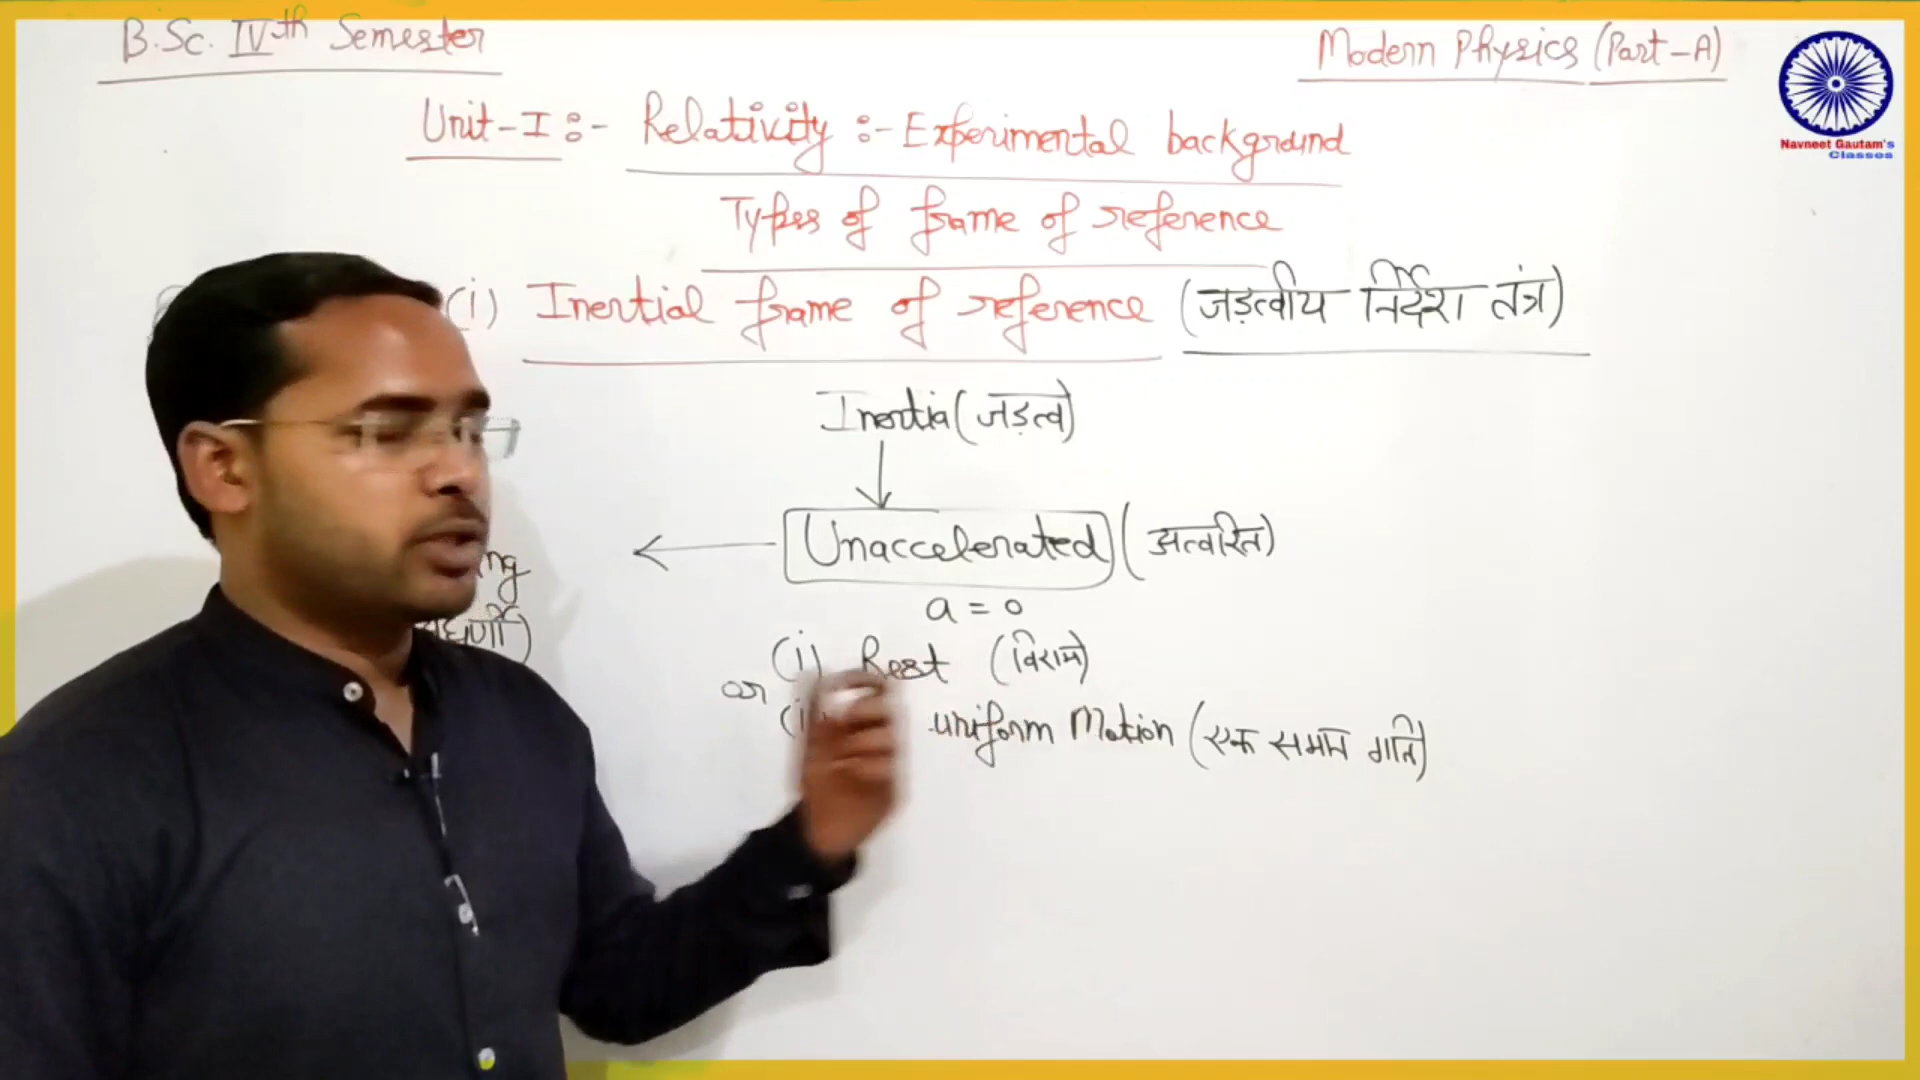 B.Sc. IVth Semester
Modern Physics (Part-A)
Navneet Gautam's
Classes
Unit-I :- Relativity :- Experimental background
Types of frame of reference
(i) Inertial frame of reference (जड़त्वीय निर्देश तंत्र)
Inertia (जड़त्व)
Unaccelerated (अत्वरित)
a = 0
(i) Rest (विराम)
or
uniform Motion (एक समान गति)